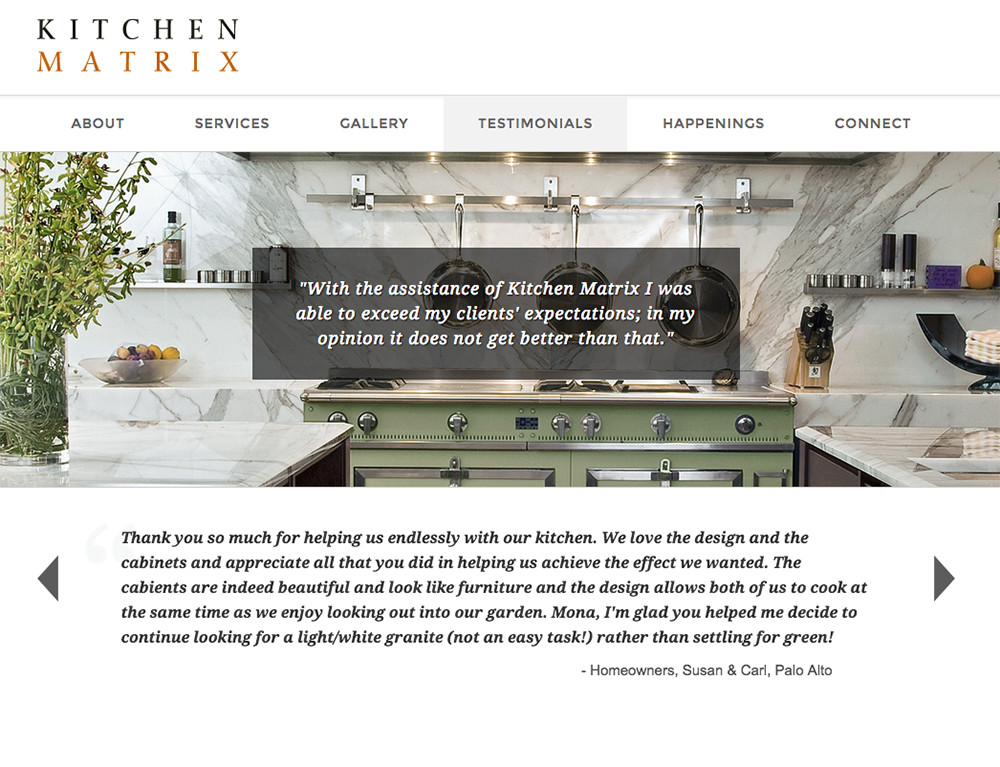 KITCHEN
MATRIX
ABOUT SERVICES GALLERY TESTIMONIALS HAPPENINGS CONNECT
"With the assistance of Kitchen Matrix I was
able to exceed my clients' expectations; in my
opinion it does not get better than that."
Thank you so much for helping us endlessly with our kitchen. We love the design and the
cabinets and appreciate all that you did in helping us achieve the effect we wanted. The
cabients are indeed beautiful and look like furniture and the design allows both of us to cook at
the same time as we enjoy looking out into our garden. Mona, I'm glad you helped me decide to
continue looking for a light/white granite (not an easy task!) rather than settling for green!
- Homeowners, Susan & Carl, Palo Alto